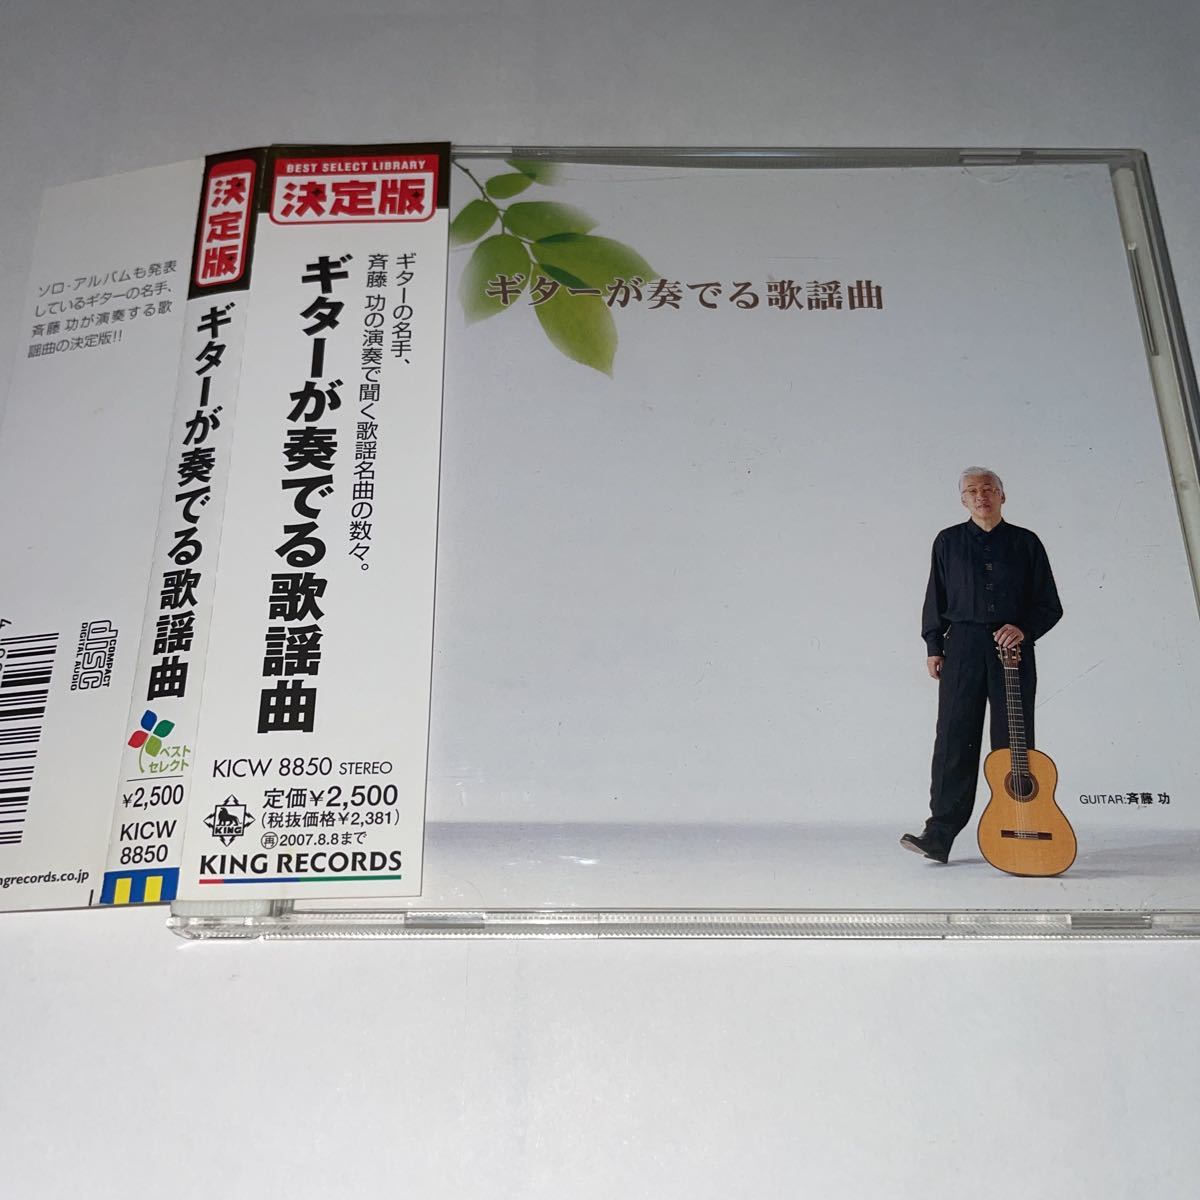 ソロ・アルバムも発表
しているギターの名手、
斉藤 功が演奏する歌
謡曲の決定版!!
COMPACT
disc
DIGITAL AUDIO
ngrecords.co.jp
決定版
ギターが奏でる歌謡曲
ベスト
セレクト
¥2,500
KICW
8850
BEST SELECT LIBRARY
決定版
ギターの名手、
斉藤 功の演奏で聞く歌謡名曲の数々。
ギターが奏でる歌謡曲
KICW 8850 STEREO
KING
定価¥2,500
(税抜価格¥2,381)
再2007.8.8まで
KING RECORDS
ギターが奏でる歌謡曲
GUITAR:斉藤 功